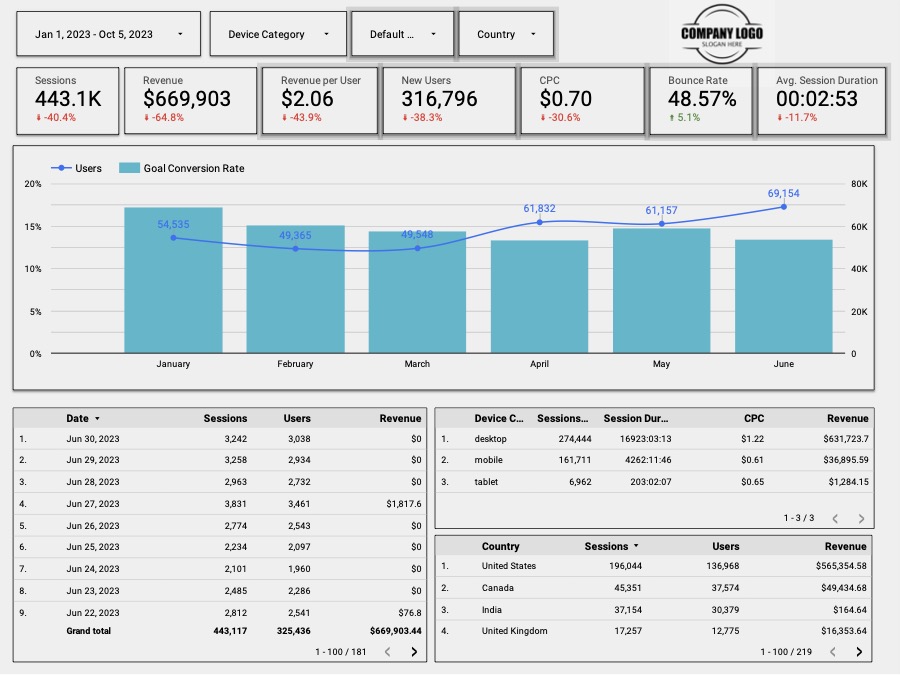 Jan 1, 2023 - Oct 5, 2023
Device Category
Default ...
Country
COMPANY LOGO
SLOGAN HERE
Sessions
443.1K
-40.4%
Revenue
$669,903
-64.8%
Revenue per User
$2.06
-43.9%
New Users
316,796
-38.3%
CPC
$0.70
-30.6%
Bounce Rate
48.57%
5.1%
Avg. Session Duration
00:02:53
-11.7%
Users Goal Conversion Rate
20% 80K
15% 60K
10% 40K
5% 20K
0% 0
54,535 49,365 49,548 61,832 61,157 69,154
January February March April May June
Date Sessions Users Revenue
1. Jun 30, 2023 3,242 3,038 $0
2. Jun 29, 2023 3,258 2,934 $0
3. Jun 28, 2023 2,963 2,732 $0
4. Jun 27, 2023 3,831 3,461 $1,817.6
5. Jun 26, 2023 2,774 2,543 $0
6. Jun 25, 2023 2,234 2,097 $0
7. Jun 24, 2023 2,101 1,960 $0
8. Jun 23, 2023 2,485 2,286 $0
9. Jun 22, 2023 2,812 2,541 $76.8
Grand total 443,117 325,436 $669,903.44
1 - 100 / 181
Device C... Sessions... Session Dur... CPC Revenue
1. desktop 274,444 16923:03:13 $1.22 $631,723.7
2. mobile 161,711 4262:11:46 $0.61 $36,895.59
3. tablet 6,962 203:02:07 $0.65 $1,284.15
1 - 3 / 3
Country Sessions Users Revenue
1. United States 196,044 136,968 $565,354.58
2. Canada 45,351 37,574 $49,434.68
3. India 37,154 30,379 $164.64
4. United Kingdom 17,257 12,775 $16,353.64
1 - 100 / 219